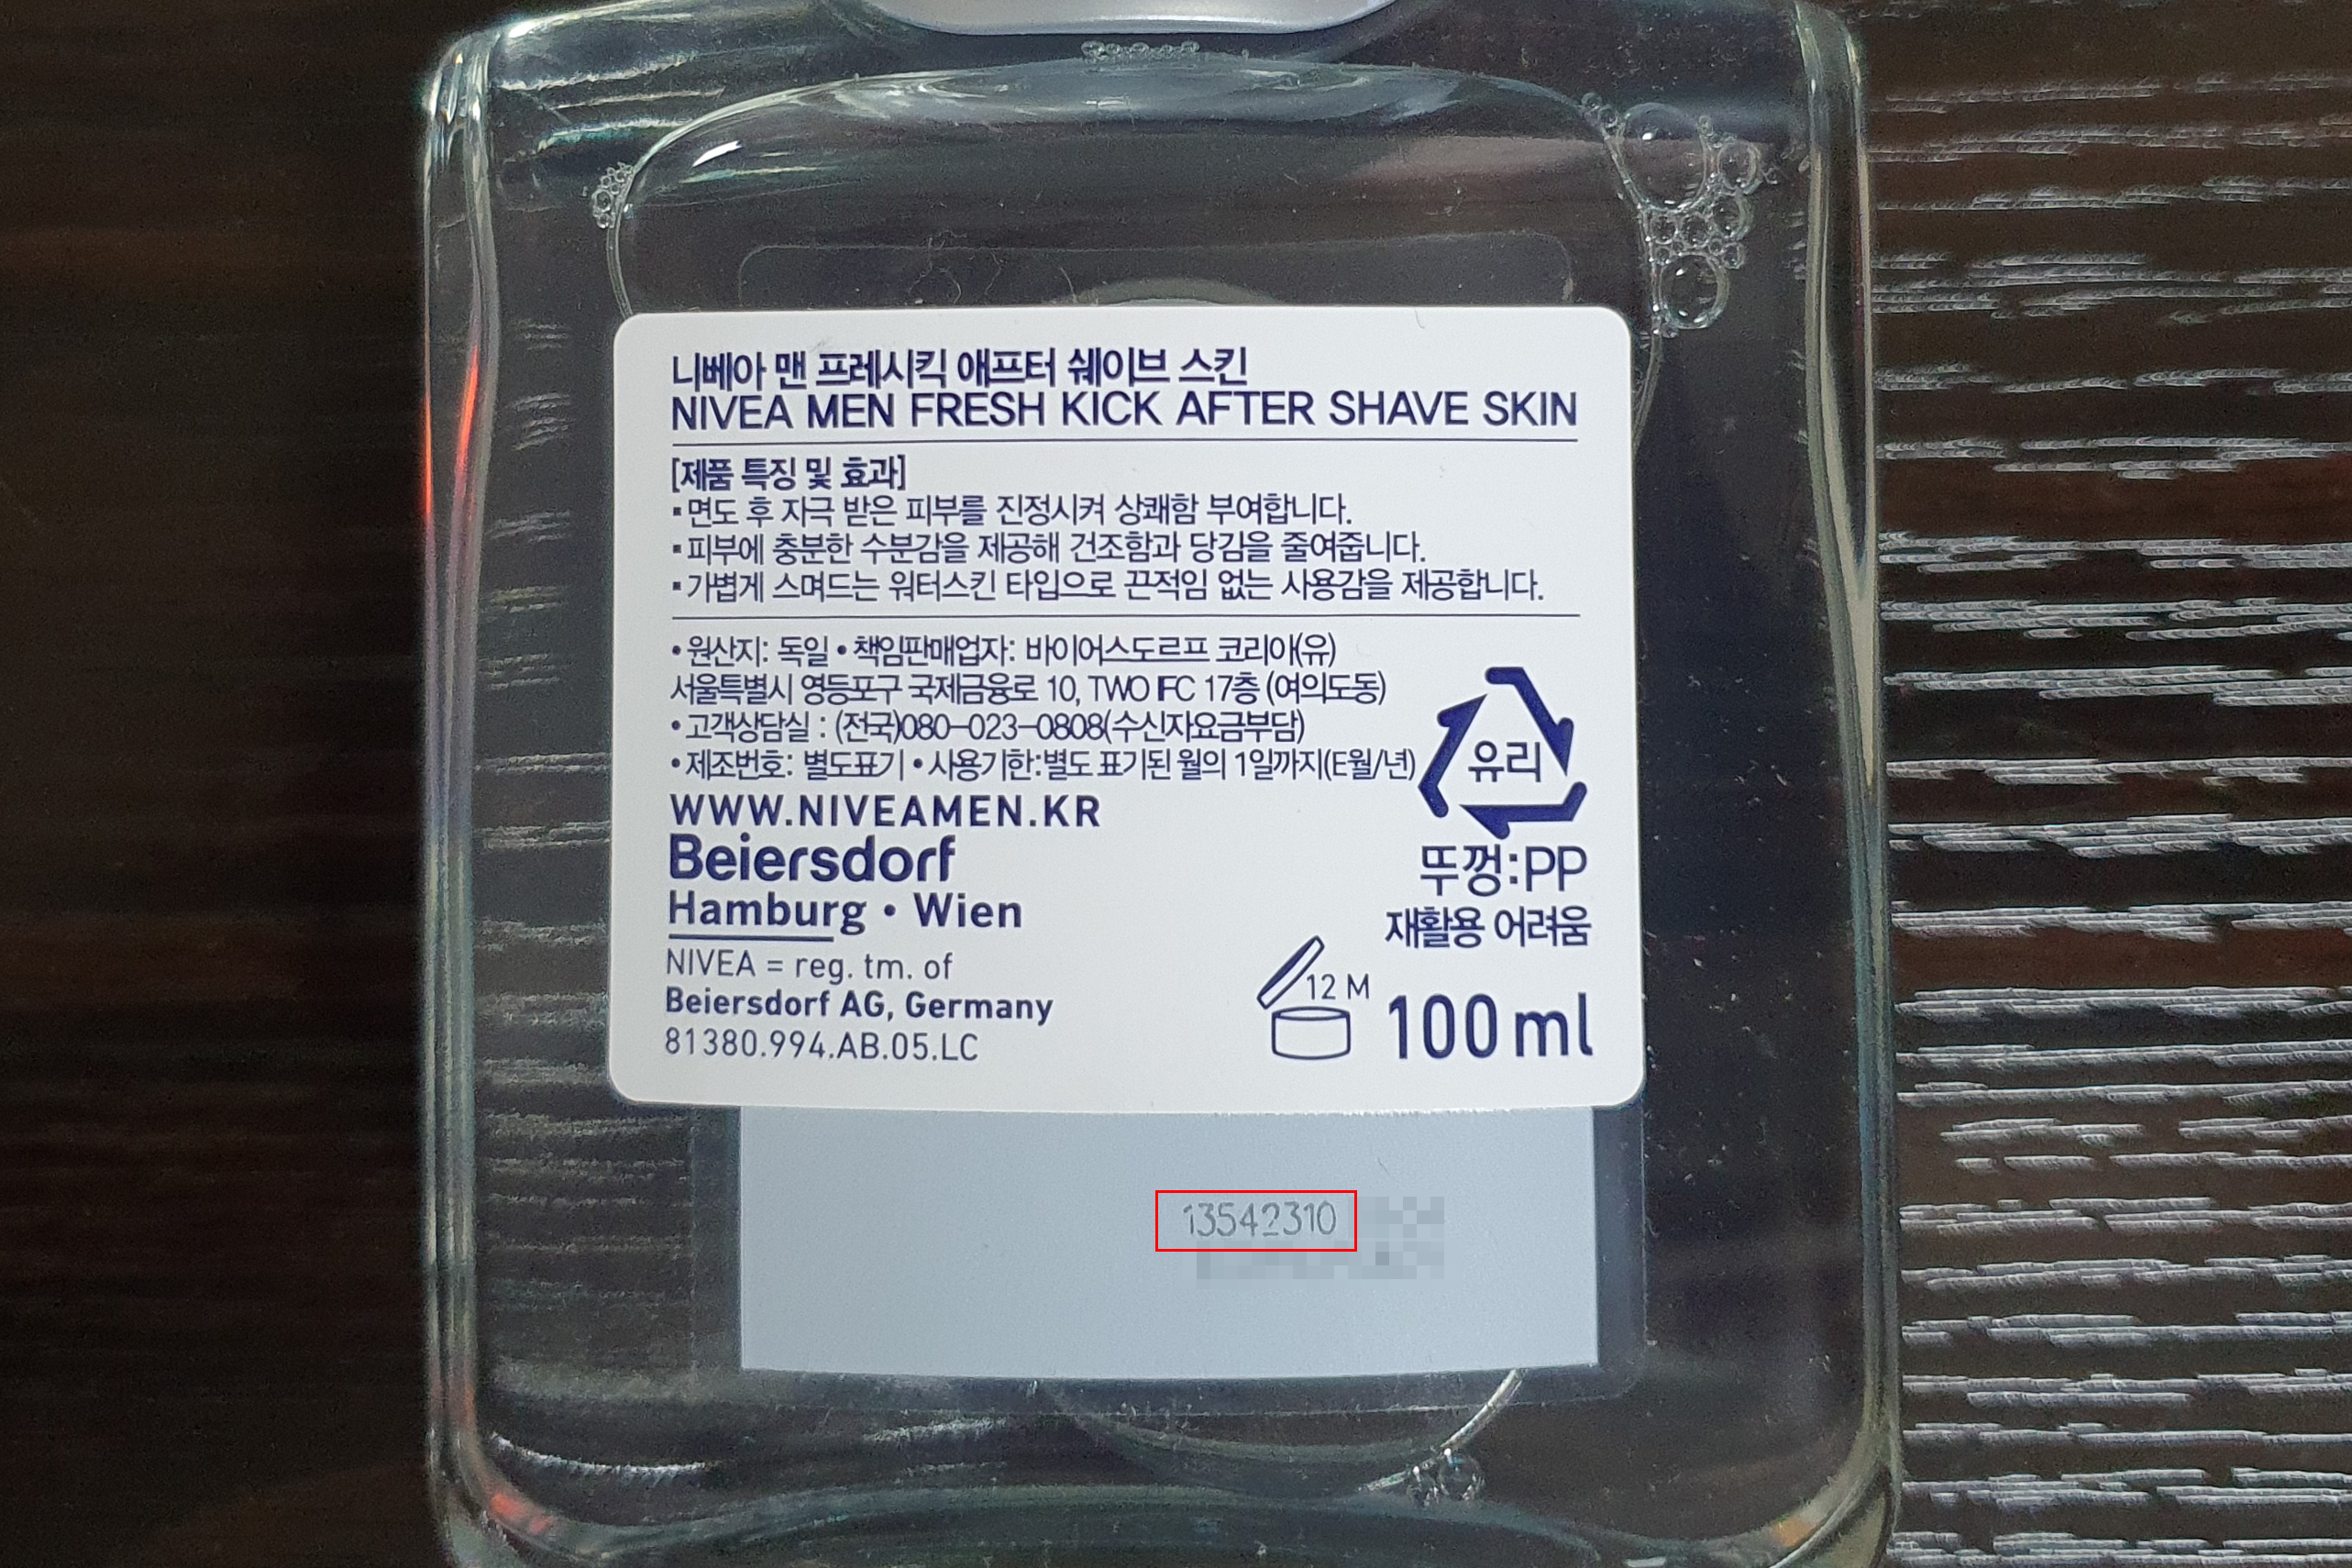 니베아 맨 프레시킥 애프터 쉐이브 스킨
NIVEA MEN FRESH KICK AFTER SHAVE SKIN
[제품 특징 및 효과]
▪면도 후 자극 받은 피부를 진정시켜 상쾌함 부여합니다.
▪피부에 충분한 수분감을 제공해 건조함과 당김을 줄여줍니다.
▪가볍게 스며드는 워터스킨 타입으로 끈적임 없는 사용감을 제공합니다.
•원산지: 독일 •책임판매업자: 바이어스도르프 코리아(유)
서울특별시 영등포구 국제금융로 10, TWO IFC 17층 (여의도동)
•고객상담실 : (전국)080-023-0808(수신자요금부담)
•제조번호: 별도표기 •사용기한:별도 표기된 월의 1일까지(E월/년)
유리
WWW.NIVEAMEN.KR
Beiersdorf
뚜껑:PP
Hamburg • Wien
재활용 어려움
NIVEA = reg. tm. of
Beiersdorf AG, Germany
12 M
100 ml
81380.994.AB.05.LC
13542310